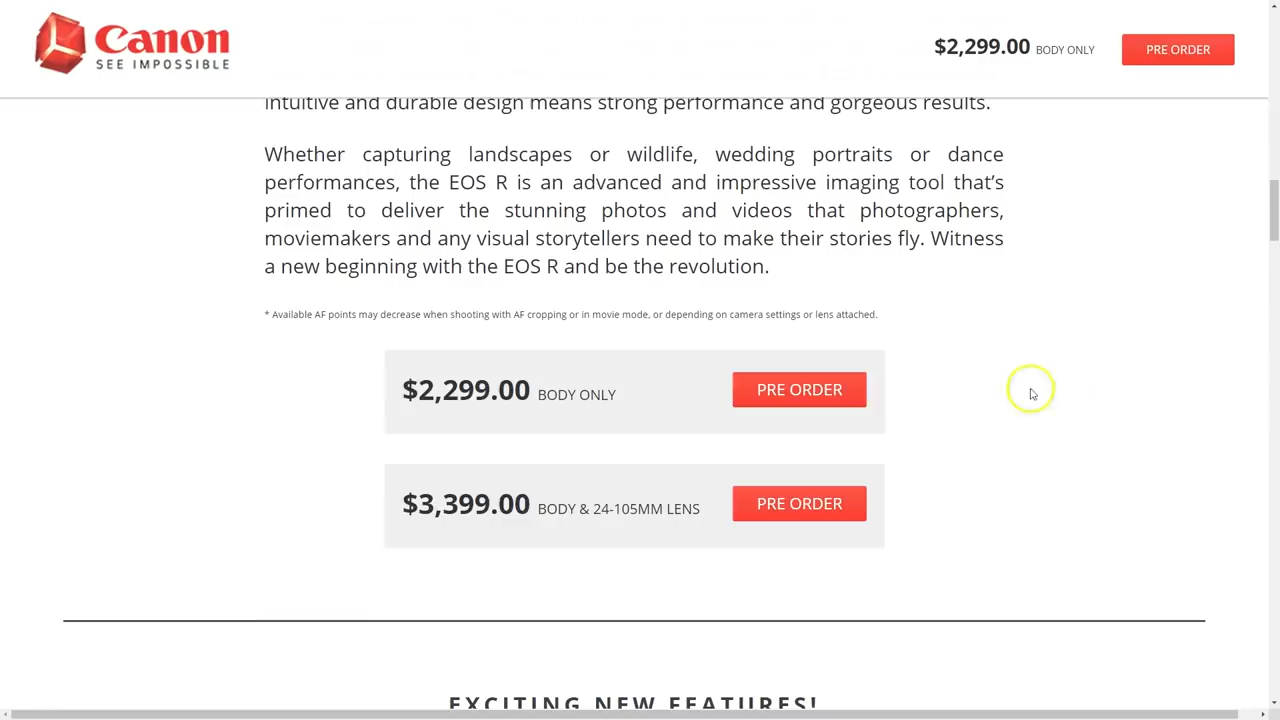 Canon
SEE IMPOSSIBLE
$2,299.00 BODY ONLY
PRE ORDER
intuitive and durable design means strong performance and gorgeous results.
Whether capturing landscapes or wildlife, wedding portraits or dance
performances, the EOS R is an advanced and impressive imaging tool that's
primed to deliver the stunning photos and videos that photographers,
moviemakers and any visual storytellers need to make their stories fly. Witness
a new beginning with the EOS R and be the revolution.
* Available AF points may decrease when shooting with AF cropping or in movie mode, or depending on camera settings or lens attached.
$2,299.00 BODY ONLY
PRE ORDER
$3,399.00 BODY & 24-105MM LENS
PRE ORDER
EXCITING NEW FEATURES!